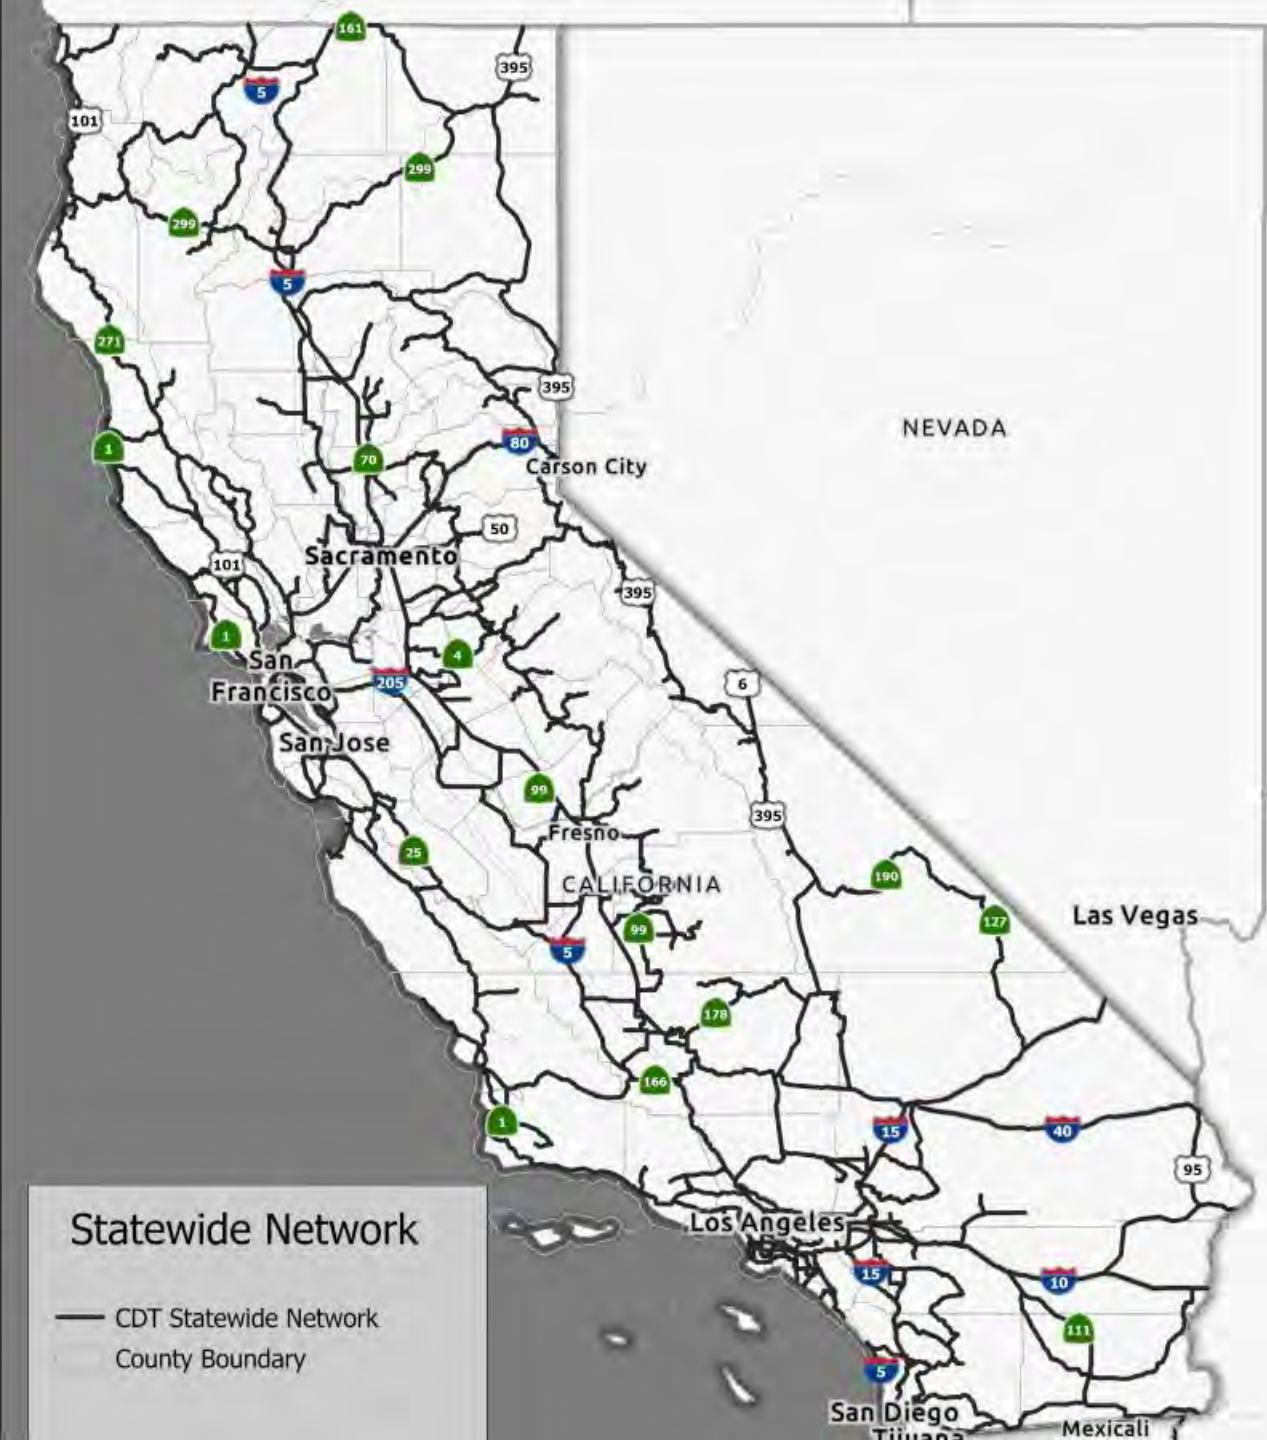 161
395
5
101
299
299
5
271
395
NEVADA
80
1
70
Carson City
50
Sacramento
101
395
1
4
San
Francisco
205
6
San Jose
99
395
Fresno
25
190
CALIFORNIA
Las Vegas
127
99
5
178
166
1
15
40
95
Los Angeles
15
10
111
5
San Diego
Tijuana
Mexicali
Statewide Network
CDT Statewide Network
County Boundary